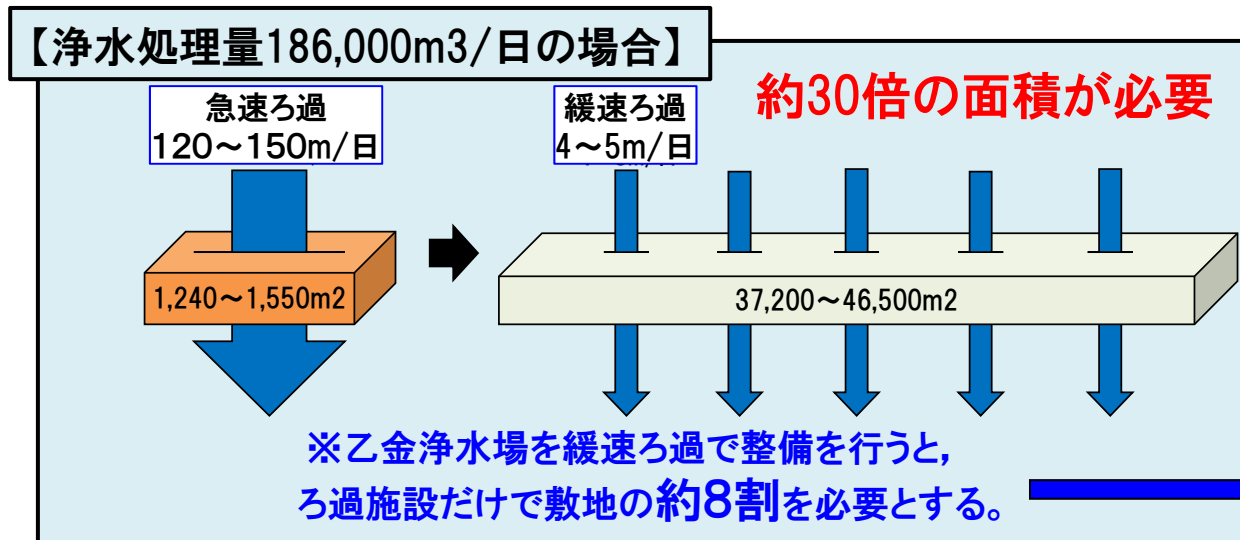 【浄水処理量186,000m3/日の場合】
約30倍の面積が必要
急速ろ過
120～150m/日
緩速ろ過
4～5m/日
1,240～1,550m2
37,200～46,500m2
※乙金浄水場を緩速ろ過で整備を行うと,
ろ過施設だけで敷地の約8割を必要とする。